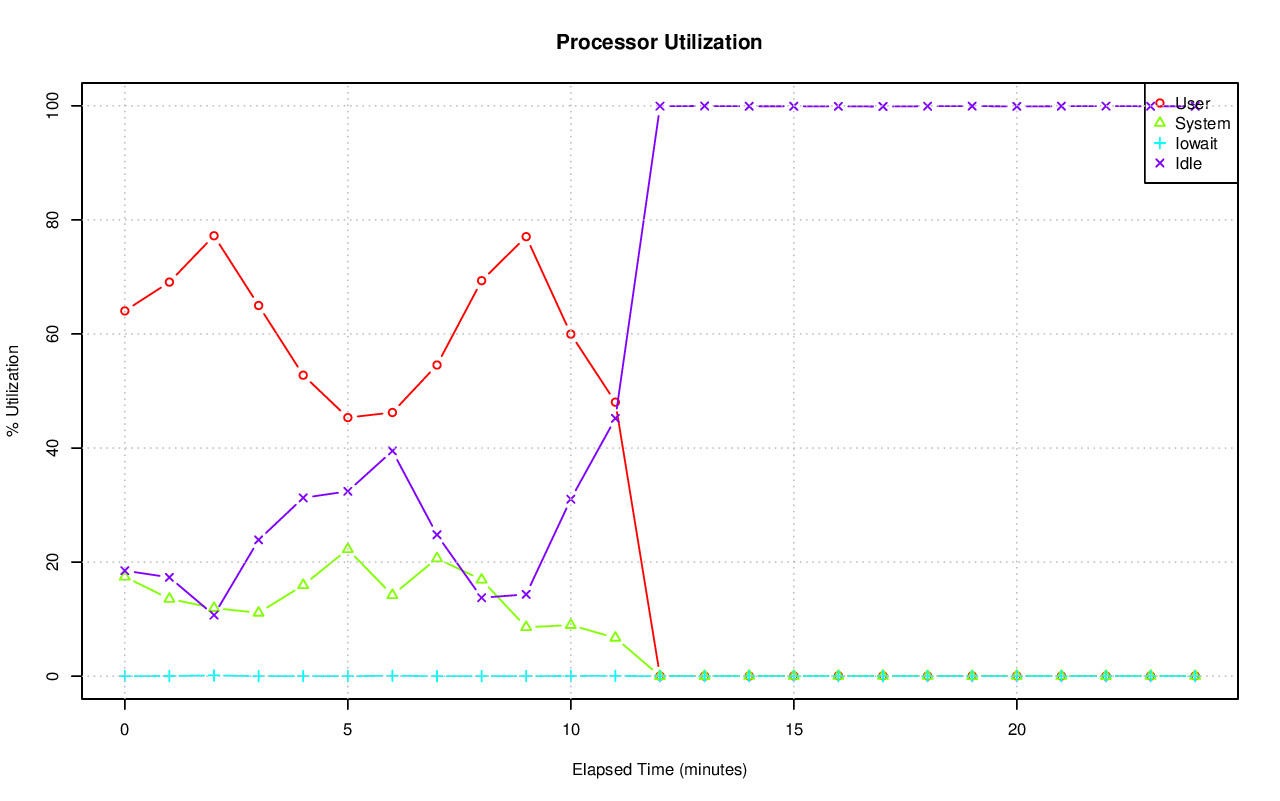 Processor Utilization
% Utilization
100
80
60
40
20
0
User
System
Iowait
Idle
0 5 10 15 20
Elapsed Time (minutes)